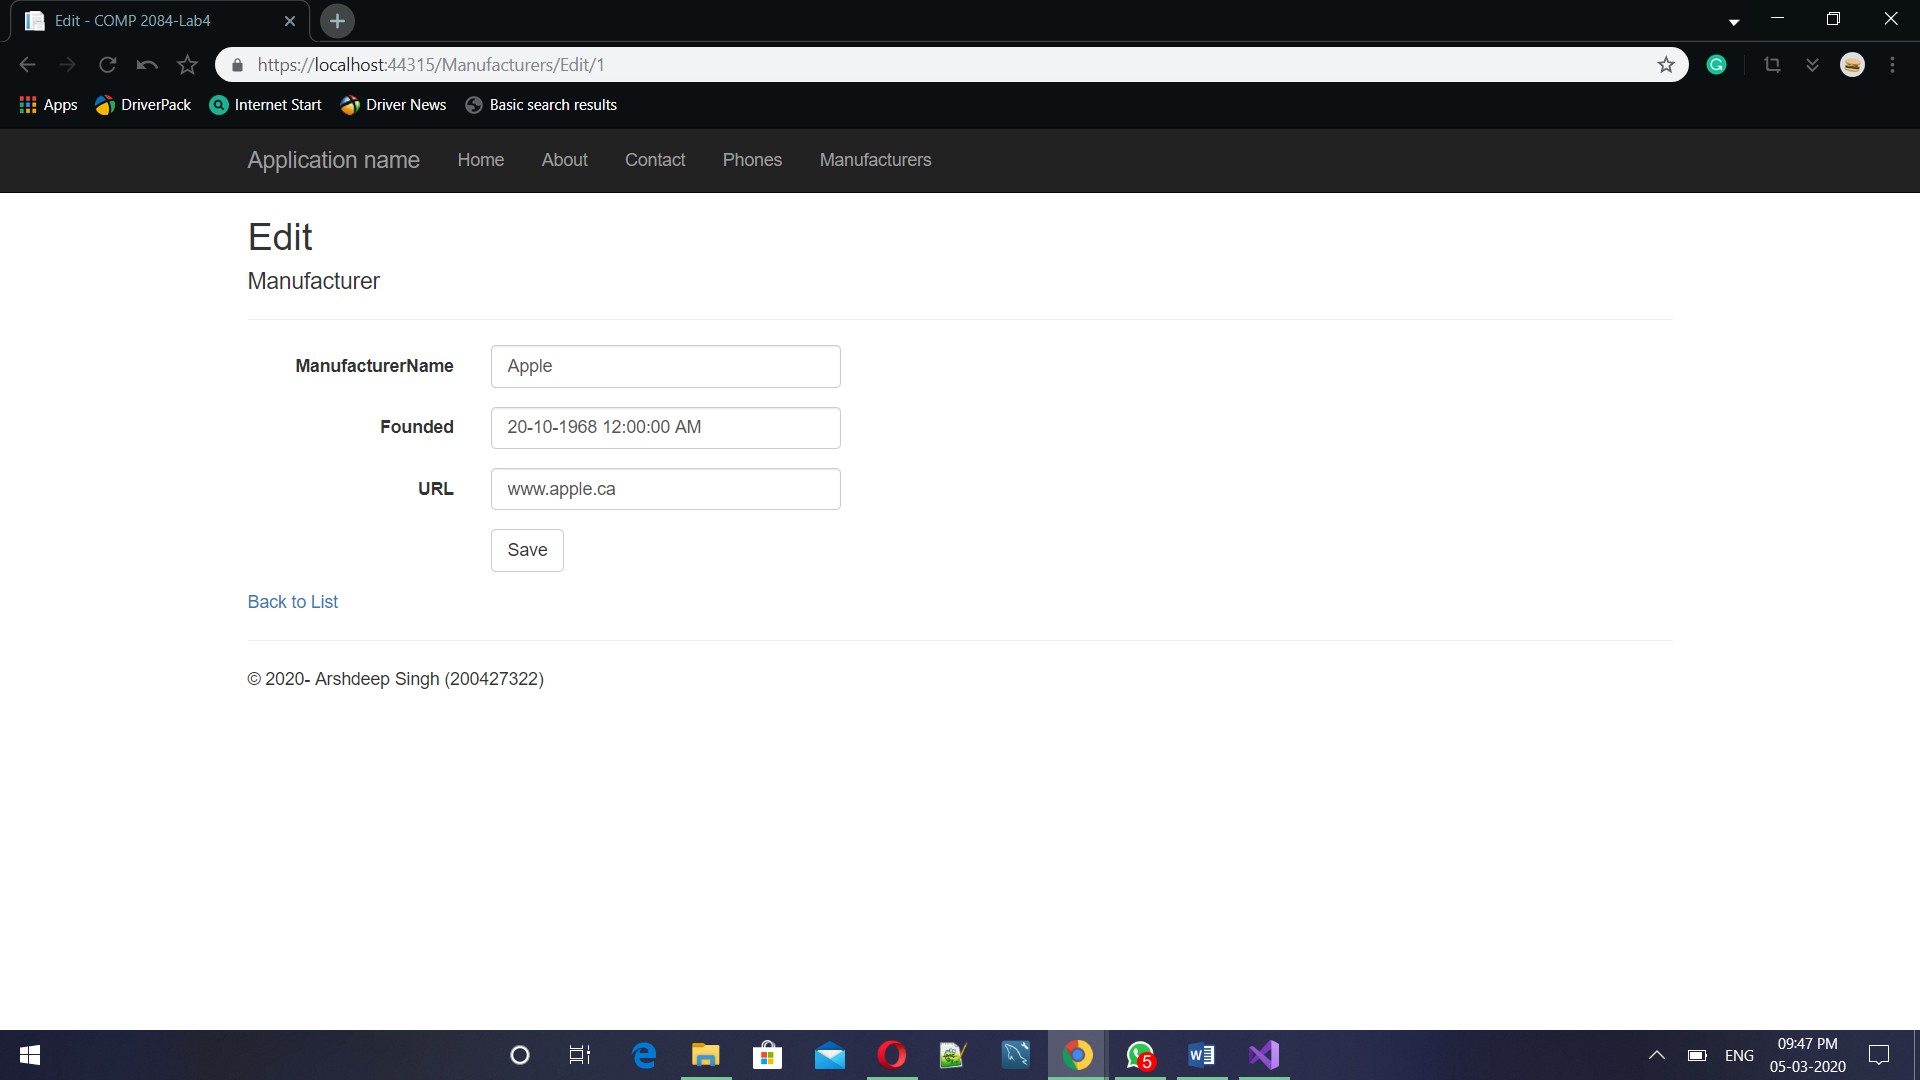 Edit - COMP 2084-Lab4
https://localhost:44315/Manufacturers/Edit/1
Apps DriverPack Internet Start Driver News Basic search results
Application name Home About Contact Phones Manufacturers
Edit
Manufacturer
ManufacturerName Apple
Founded 20-10-1968 12:00:00 AM
URL www.apple.ca
Save
Back to List
© 2020- Arshdeep Singh (200427322)
5
ENG
09:47 PM
05-03-2020